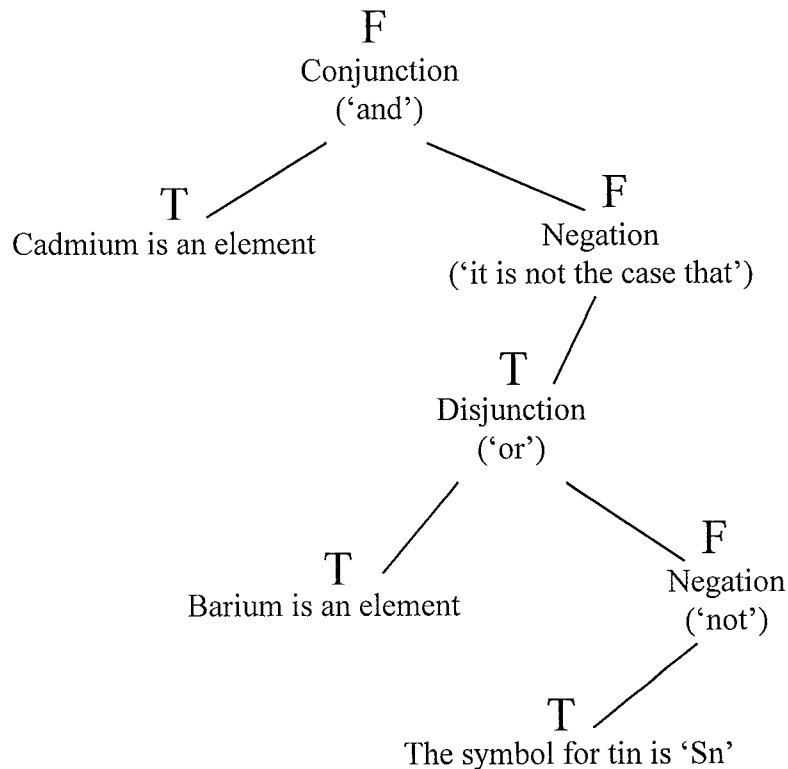 F
Conjunction
(‘and’)
T
Cadmium is an element
F
Negation
(‘it is not the case that’)
T
Disjunction
(‘or’)
T
Barium is an element
F
Negation
(‘not’)
T
The symbol for tin is ‘Sn’